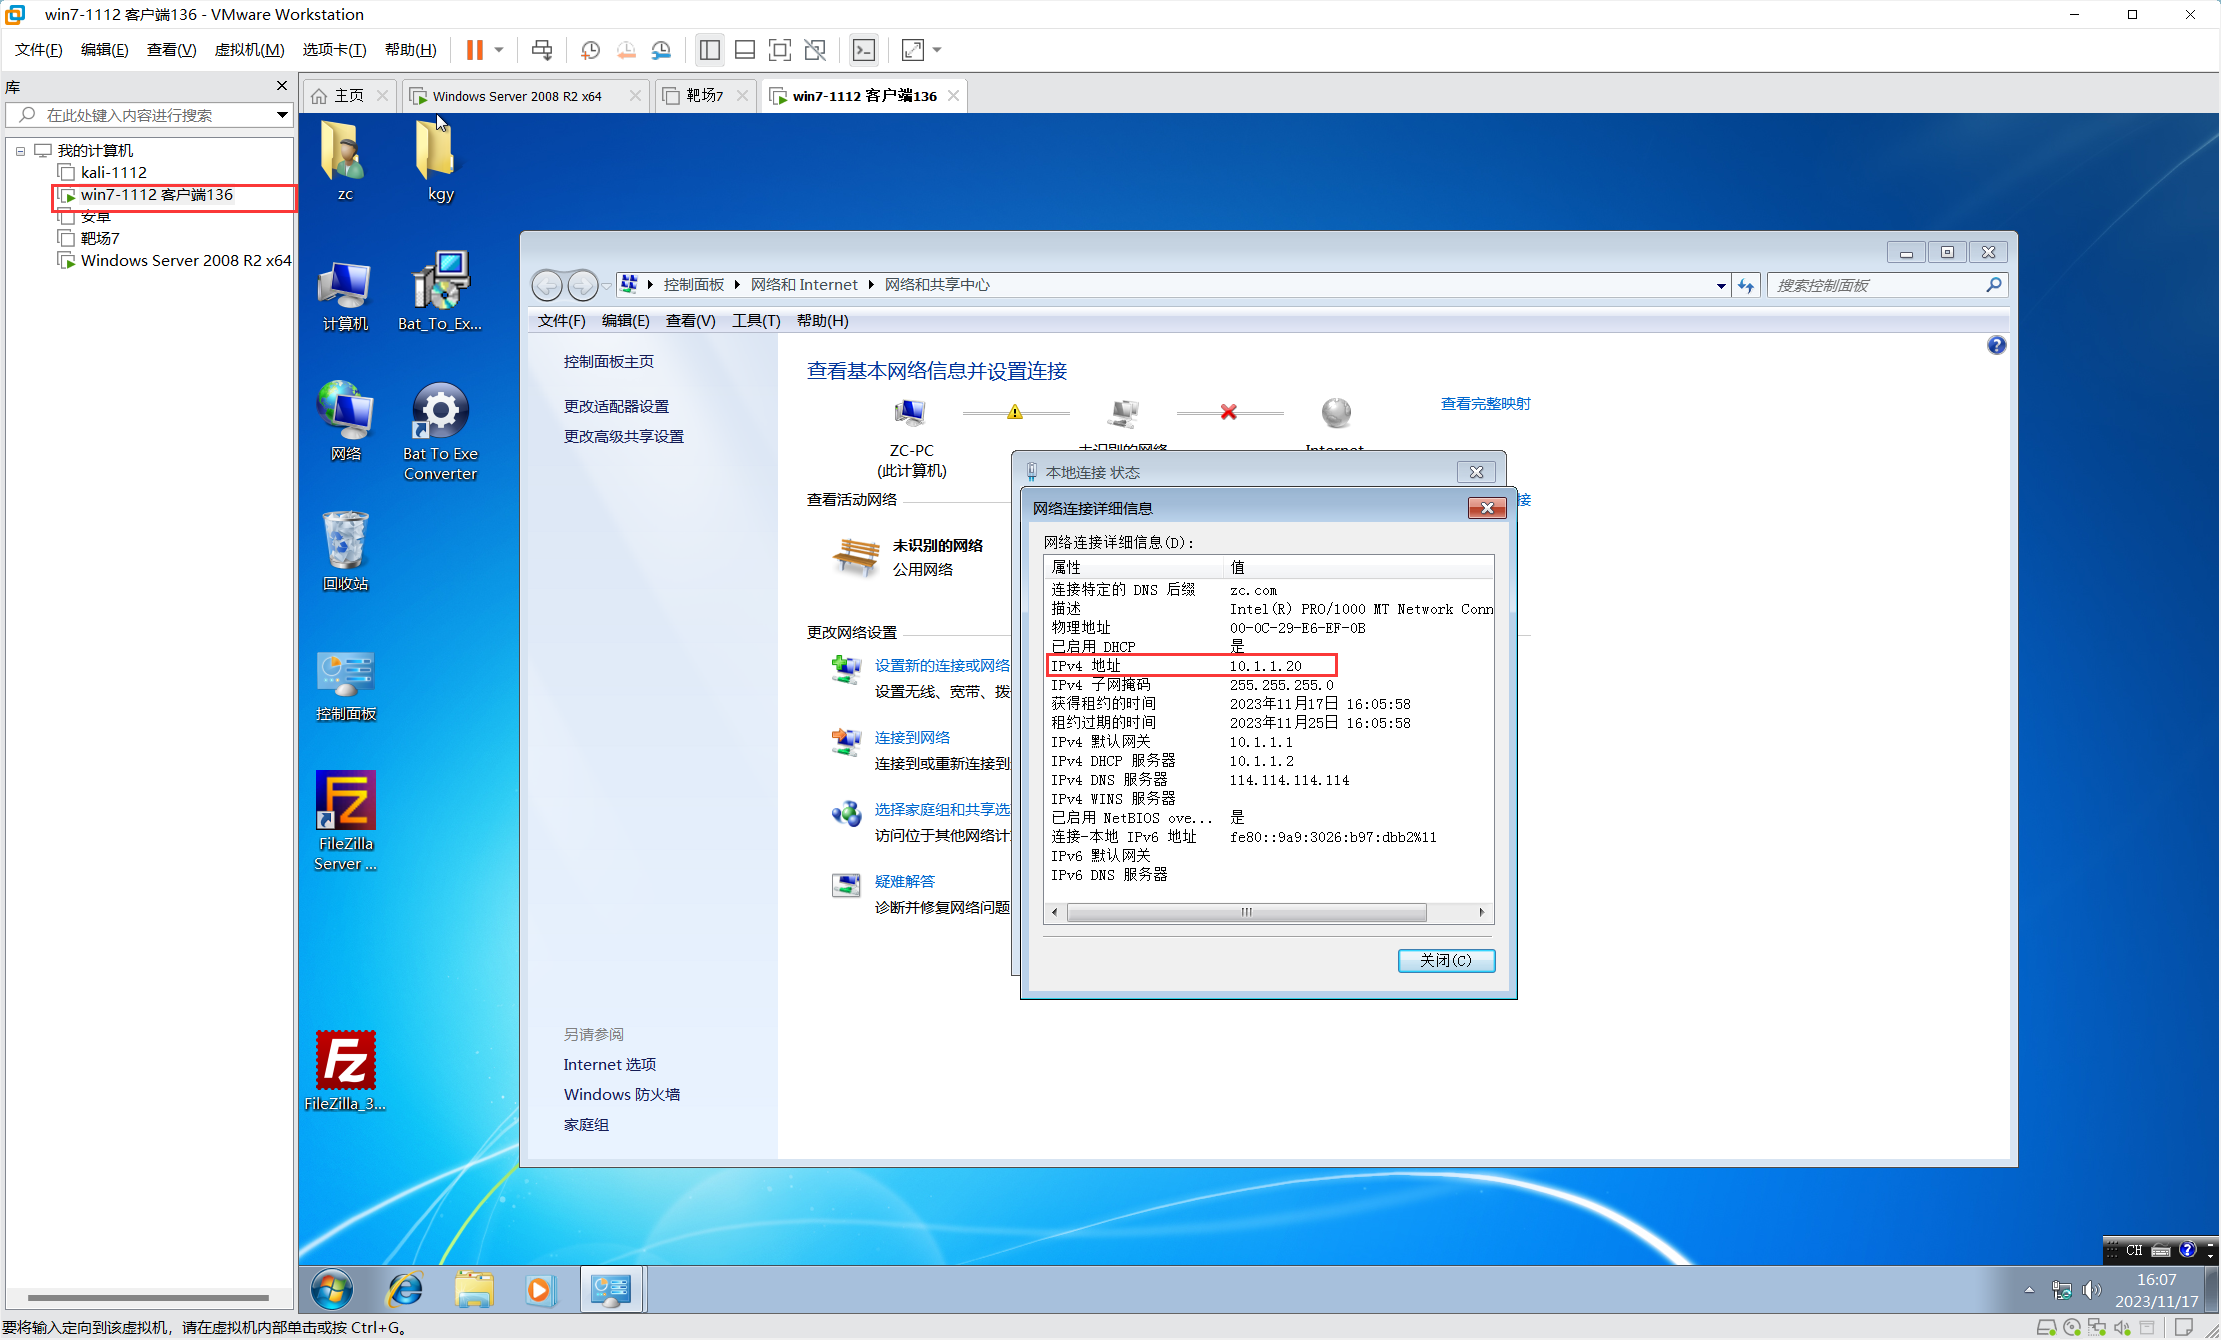 win7-1112 客户端136 - VMware Workstation
文件(F) 编辑(E) 查看(V) 虚拟机(M) 选项卡(T) 帮助(H)
库
在此处键入内容进行搜索
我的计算机
kali-1112
win7-1112 客户端136
安卓
靶场7
Windows Server 2008 R2 x64
主页
Windows Server 2008 R2 x64
靶场7
win7-1112 客户端136
zc
kgy
计算机
Bat_To_Ex...
网络
Bat To Exe
Converter
回收站
控制面板
FileZilla
Server ...
FileZilla_3...
控制面板 网络和 Internet 网络和共享中心
搜索控制面板
文件(F) 编辑(E) 查看(V) 工具(T) 帮助(H)
控制面板主页
更改适配器设置
更改高级共享设置
另请参阅
Internet 选项
Windows 防火墙
家庭组
查看基本网络信息并设置连接
查看完整映射
ZC-PC
(此计算机)
未识别的网络
Internet
查看活动网络
接
未识别的网络
公用网络
更改网络设置
设置新的连接或网络
设置无线、宽带、拨
连接到网络
连接到或重新连接到
选择家庭组和共享选
访问位于其他网络计
疑难解答
诊断并修复网络问题
本地连接 状态
网络连接详细信息
网络连接详细信息(D):
属性 值
连接特定的 DNS 后缀 zc.com
描述 Intel(R) PRO/1000 MT Network Conn
物理地址 00-0C-29-E6-EF-0B
已启用 DHCP 是
IPv4 地址 10.1.1.20
IPv4 子网掩码 255.255.255.0
获得租约的时间 2023年11月17日 16:05:58
租约过期的时间 2023年11月25日 16:05:58
IPv4 默认网关 10.1.1.1
IPv4 DHCP 服务器 10.1.1.2
IPv4 DNS 服务器 114.114.114.114
IPv4 WINS 服务器
已启用 NetBIOS ove... 是
连接-本地 IPv6 地址 fe80::9a9:3026:b97:dbb2%11
IPv6 默认网关
IPv6 DNS 服务器
关闭(C)
CH
16:07
2023/11/17
要将输入定向到该虚拟机，请在虚拟机内部单击或按 Ctrl+G。